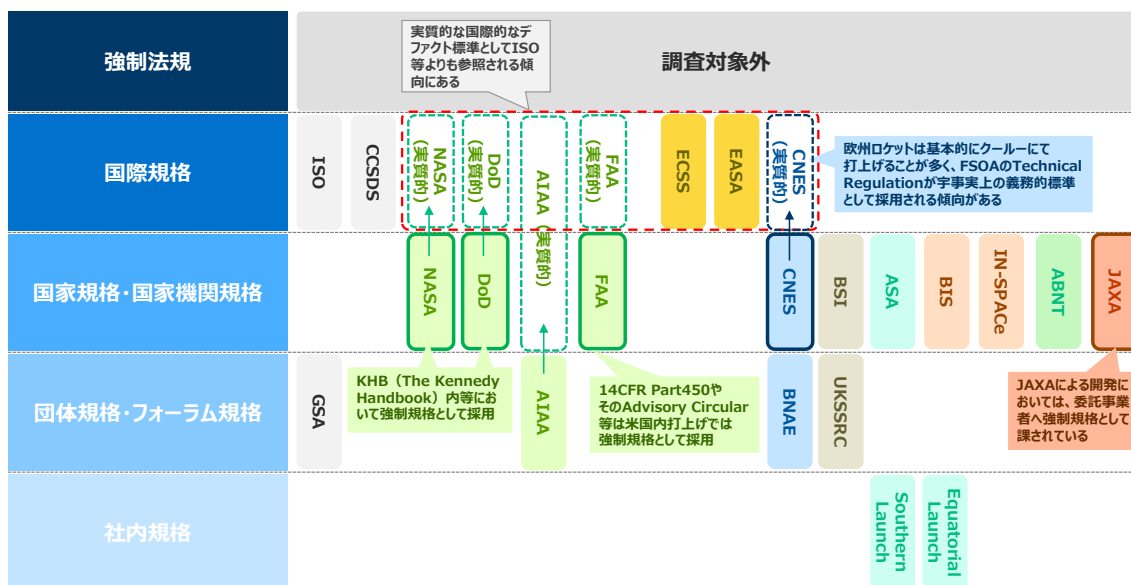 強制法規
調査対象外
実質的な国際的なデ
ファクト標準としてISO
等よりも参照される傾
向にある
国際規格
ISO
CCSDS
NASA
(実質的)
DoD
(実質的)
AIAA (実質的)
FAA
(実質的)
ECSS
EASA
CNES
(実質的)
欧州ロケットは基本的にクールーにて
打上げることが多く、FSOAのTechnical
Regulationが宇事実上の義務的標準
として採用される傾向がある
国家規格・国家機関規格
NASA
DoD
FAA
CNES
BSI
ASA
BIS
IN-SPACe
ABNT
JAXA
団体規格・フォーラム規格
GSA
KHB（The Kennedy
Handbook）内等にお
いて強制規格として採用
AIAA
14CFR Part450や
そのAdvisory Circular
等は米国内打上げでは
強制規格として採用
BNAE
UKSSRC
JAXAによる開発に
おいては、委託事業
者へ強制規格として
課されている
社内規格
Southern
Launch
Equatorial
Launch